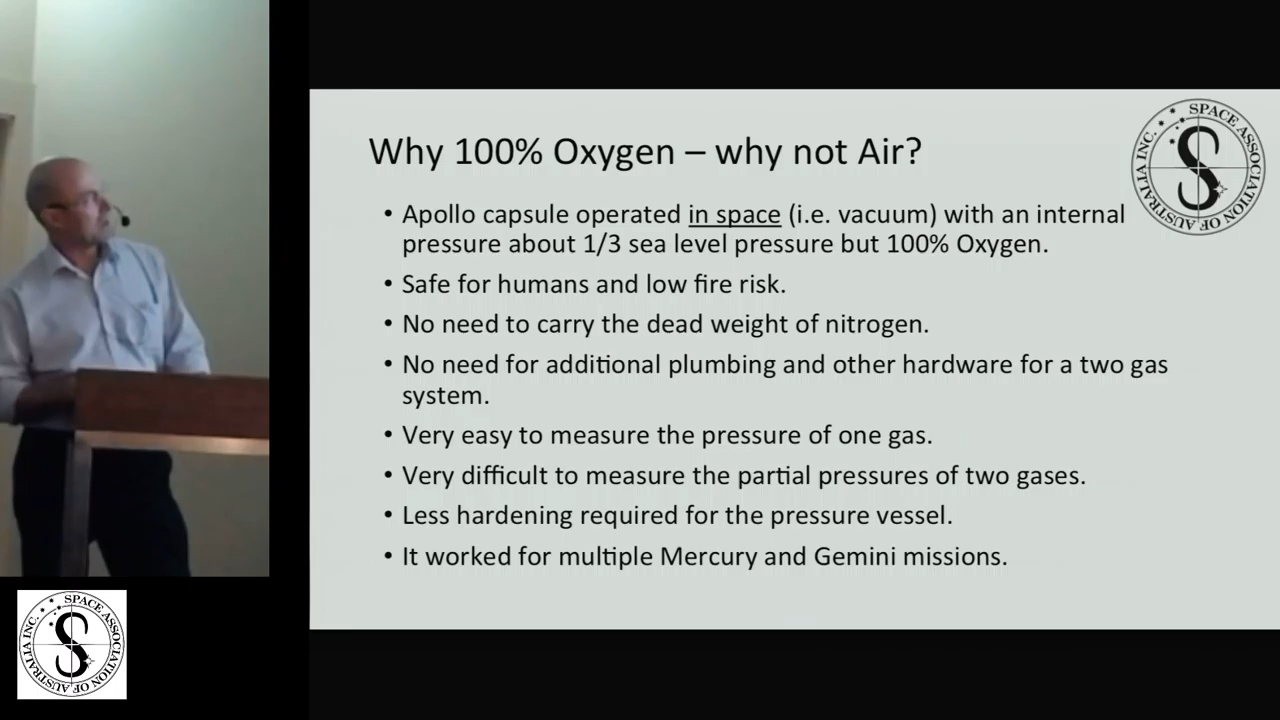 Why 100% Oxygen – why not Air?
SPACE ASSOCIATION OF AUSTRALIA INC.
• Apollo capsule operated in space (i.e. vacuum) with an internal
pressure about 1/3 sea level pressure but 100% Oxygen.
• Safe for humans and low fire risk.
• No need to carry the dead weight of nitrogen.
• No need for additional plumbing and other hardware for a two gas
system.
• Very easy to measure the pressure of one gas.
• Very difficult to measure the partial pressures of two gases.
• Less hardening required for the pressure vessel.
• It worked for multiple Mercury and Gemini missions.
SPACE ASSOCIATION OF AUSTRALIA INC.